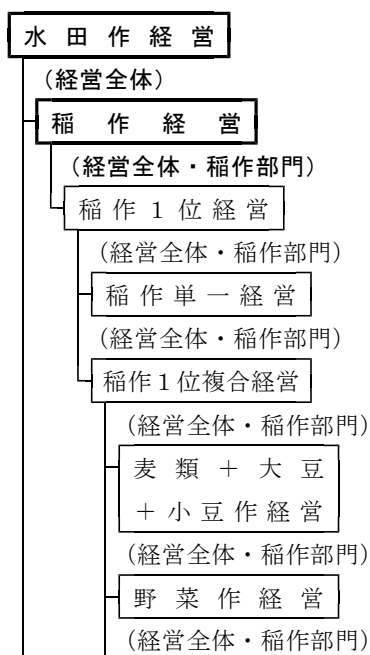 水田作経営
(経営全体)
稲作経営
(経営全体・稲作部門)
稲作1位経営
(経営全体・稲作部門)
稲作単一経営
(経営全体・稲作部門)
稲作1位複合経営
(経営全体・稲作部門)
麦類+大豆
+小豆作経営
(経営全体・稲作部門)
野菜作経営
(経営全体・稲作部門)